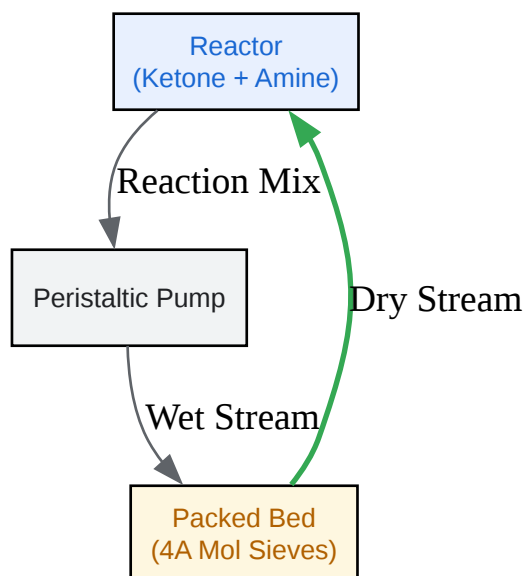 Reactor
(Ketone + Amine)
Reaction Mix
Peristaltic Pump
Dry Stream
Wet Stream
Packed Bed
(4A Mol Sieves)